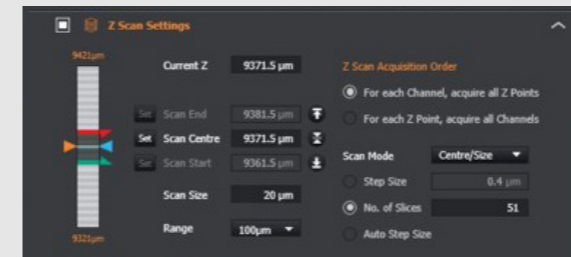 Z Scan Settings
9421µm
Current Z 9371.5 µm
Set Scan End 9381.5 µm
Set Scan Centre 9371.5 µm
Set Scan Start 9361.5 µm
Scan Size 20 µm
Range 100µm
9321µm
Z Scan Acquisition Order
For each Channel, acquire all Z Points
For each Z Point, acquire all Channels
Scan Mode Centre/Size
Step Size 0.4 µm
No. of Slices 51
Auto Step Size